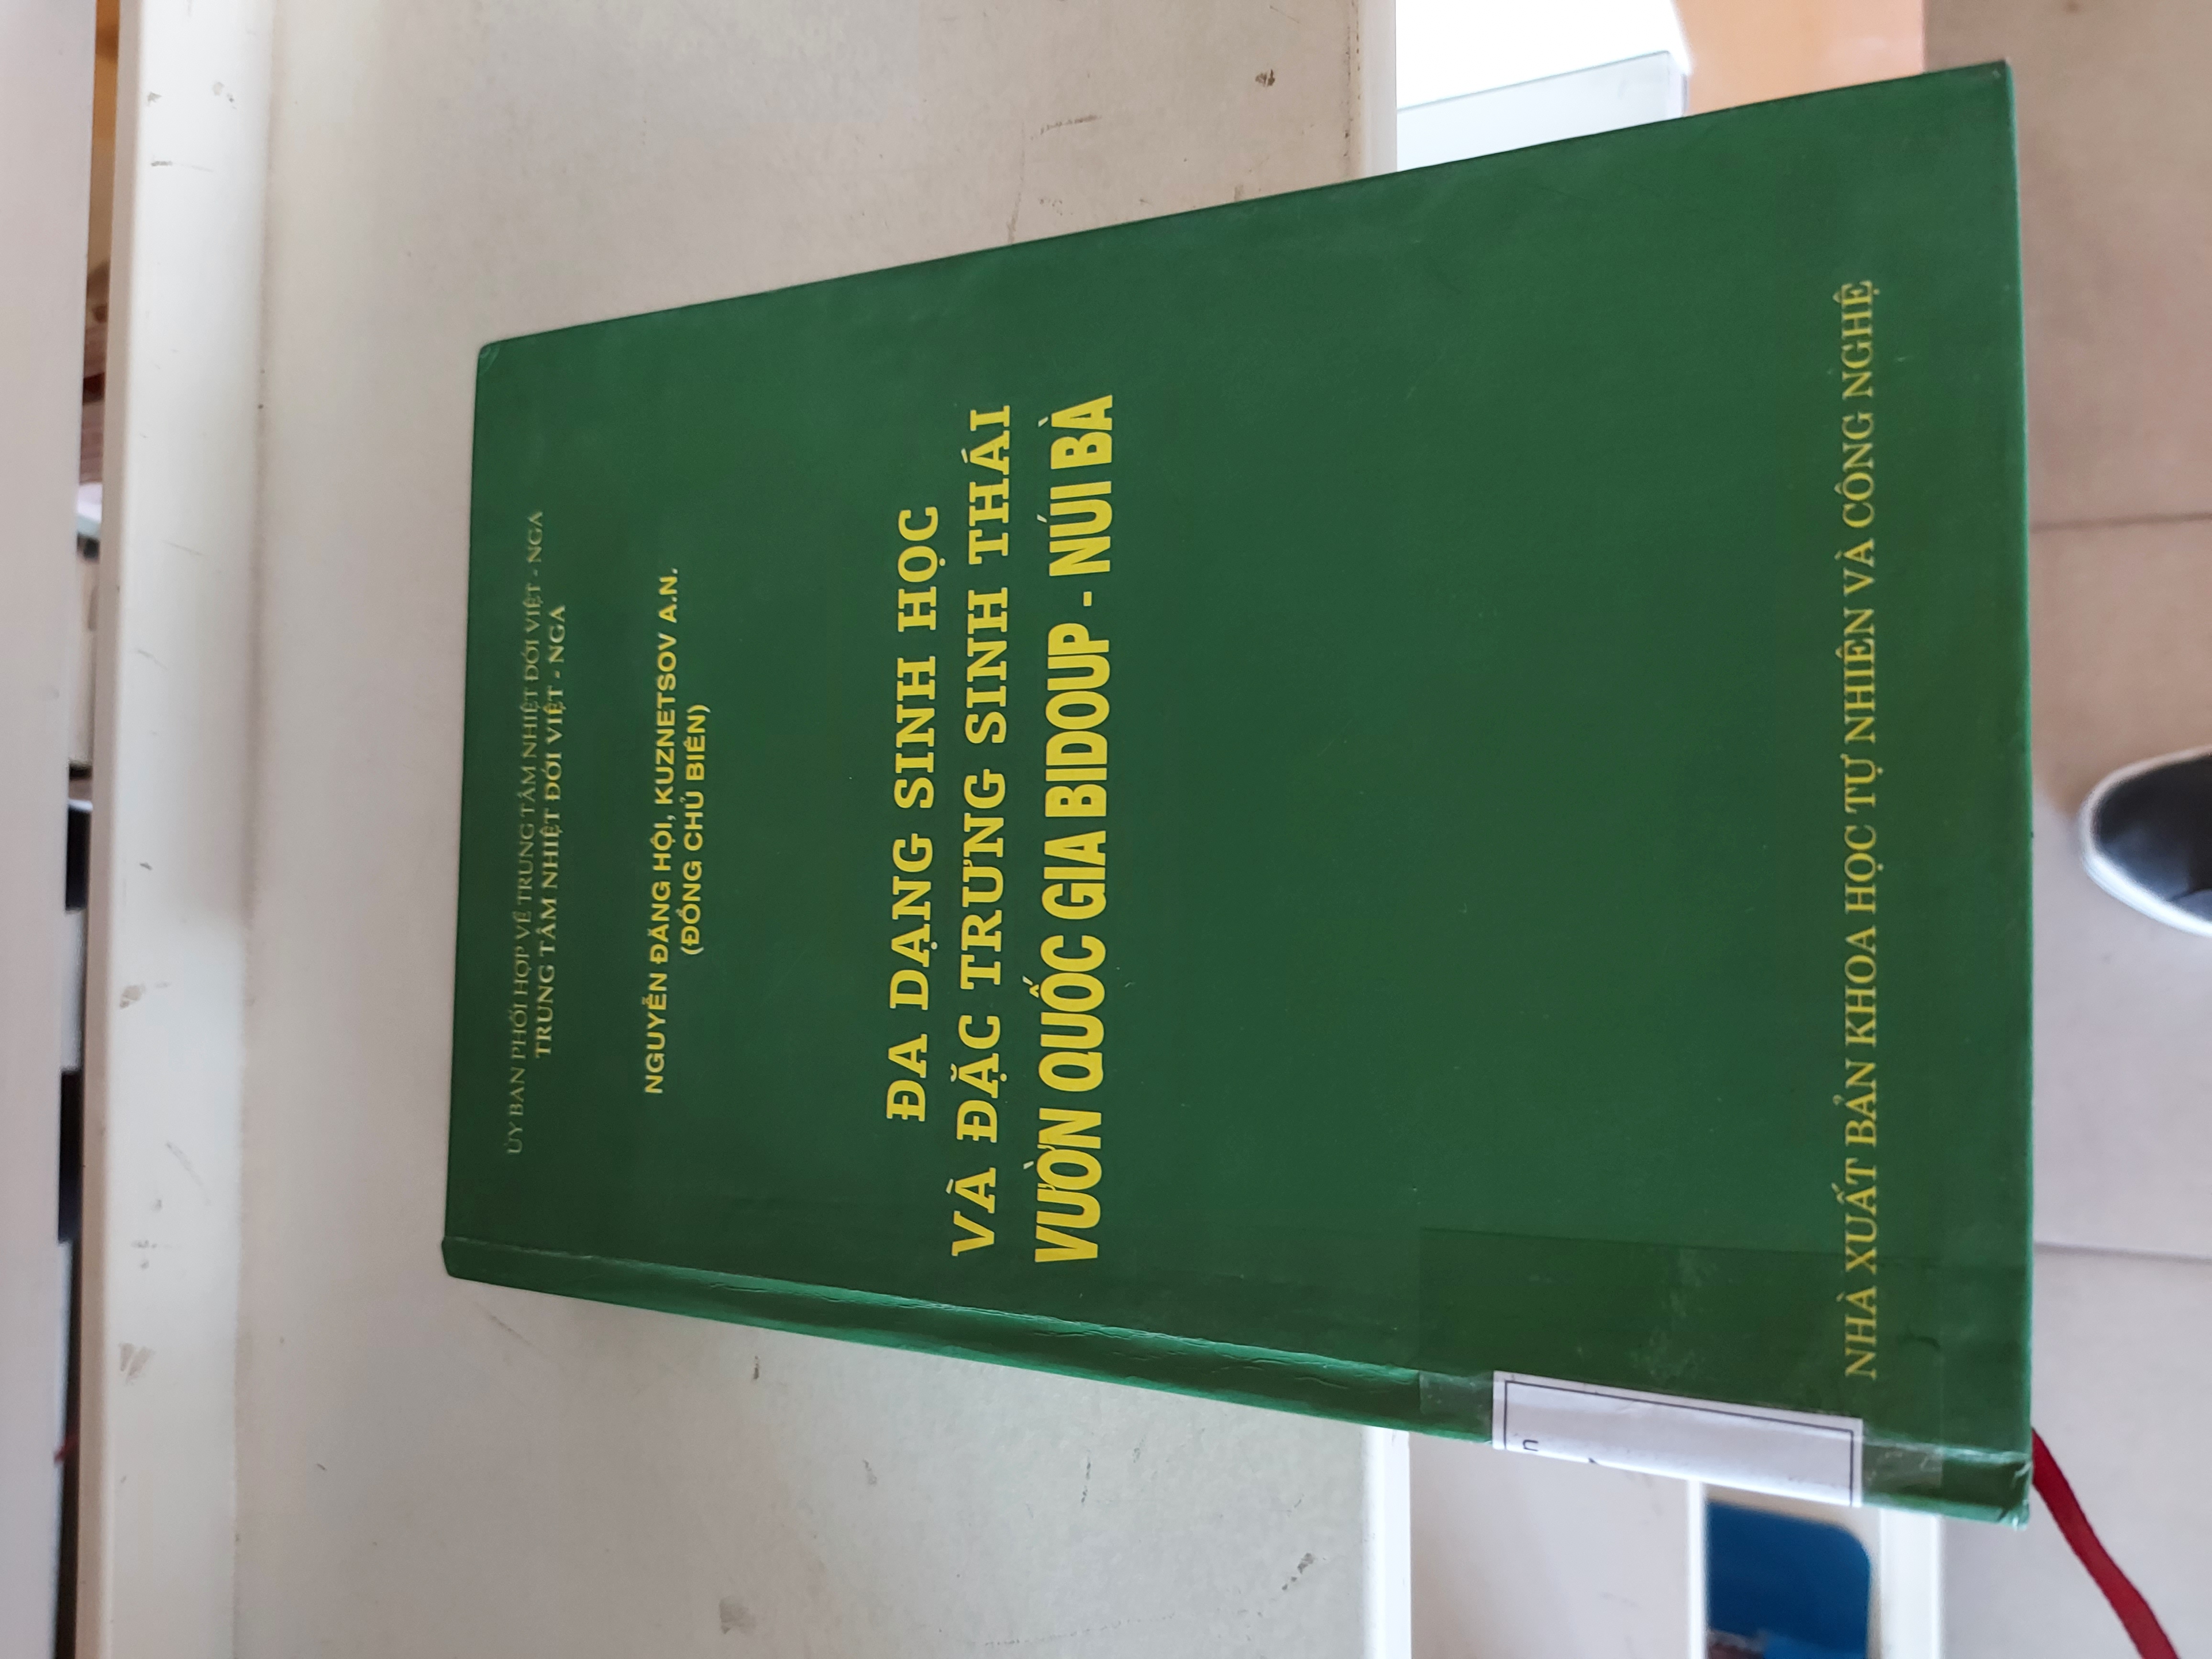 ỦY BAN PHỐI HỢP VỀ TRUNG TÂM NHIỆT ĐỚI VIỆT - NGA
TRUNG TÂM NHIỆT ĐỚI VIỆT - NGA
NGUYỄN ĐĂNG HỘI, KUZNETSOV A.N.
(ĐỒNG CHỦ BIÊN)
ĐA DẠNG SINH HỌC
VÀ ĐẶC TRƯNG SINH THÁI
VƯỜN QUỐC GIA BIDOUP - NÚI BÀ
NHÀ XUẤT BẢN KHOA HỌC TỰ NHIÊN VÀ CÔNG NGHỆ